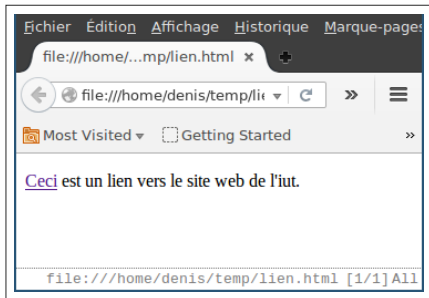 Fichier Édition Affichage Historique Marque-pages
file:///home/...mp/lien.html
file:///home/denis/temp/lie
Most Visited Getting Started »
Ceci est un lien vers le site web de l'iut.
file:///home/denis/temp/lien.html [1/1]All